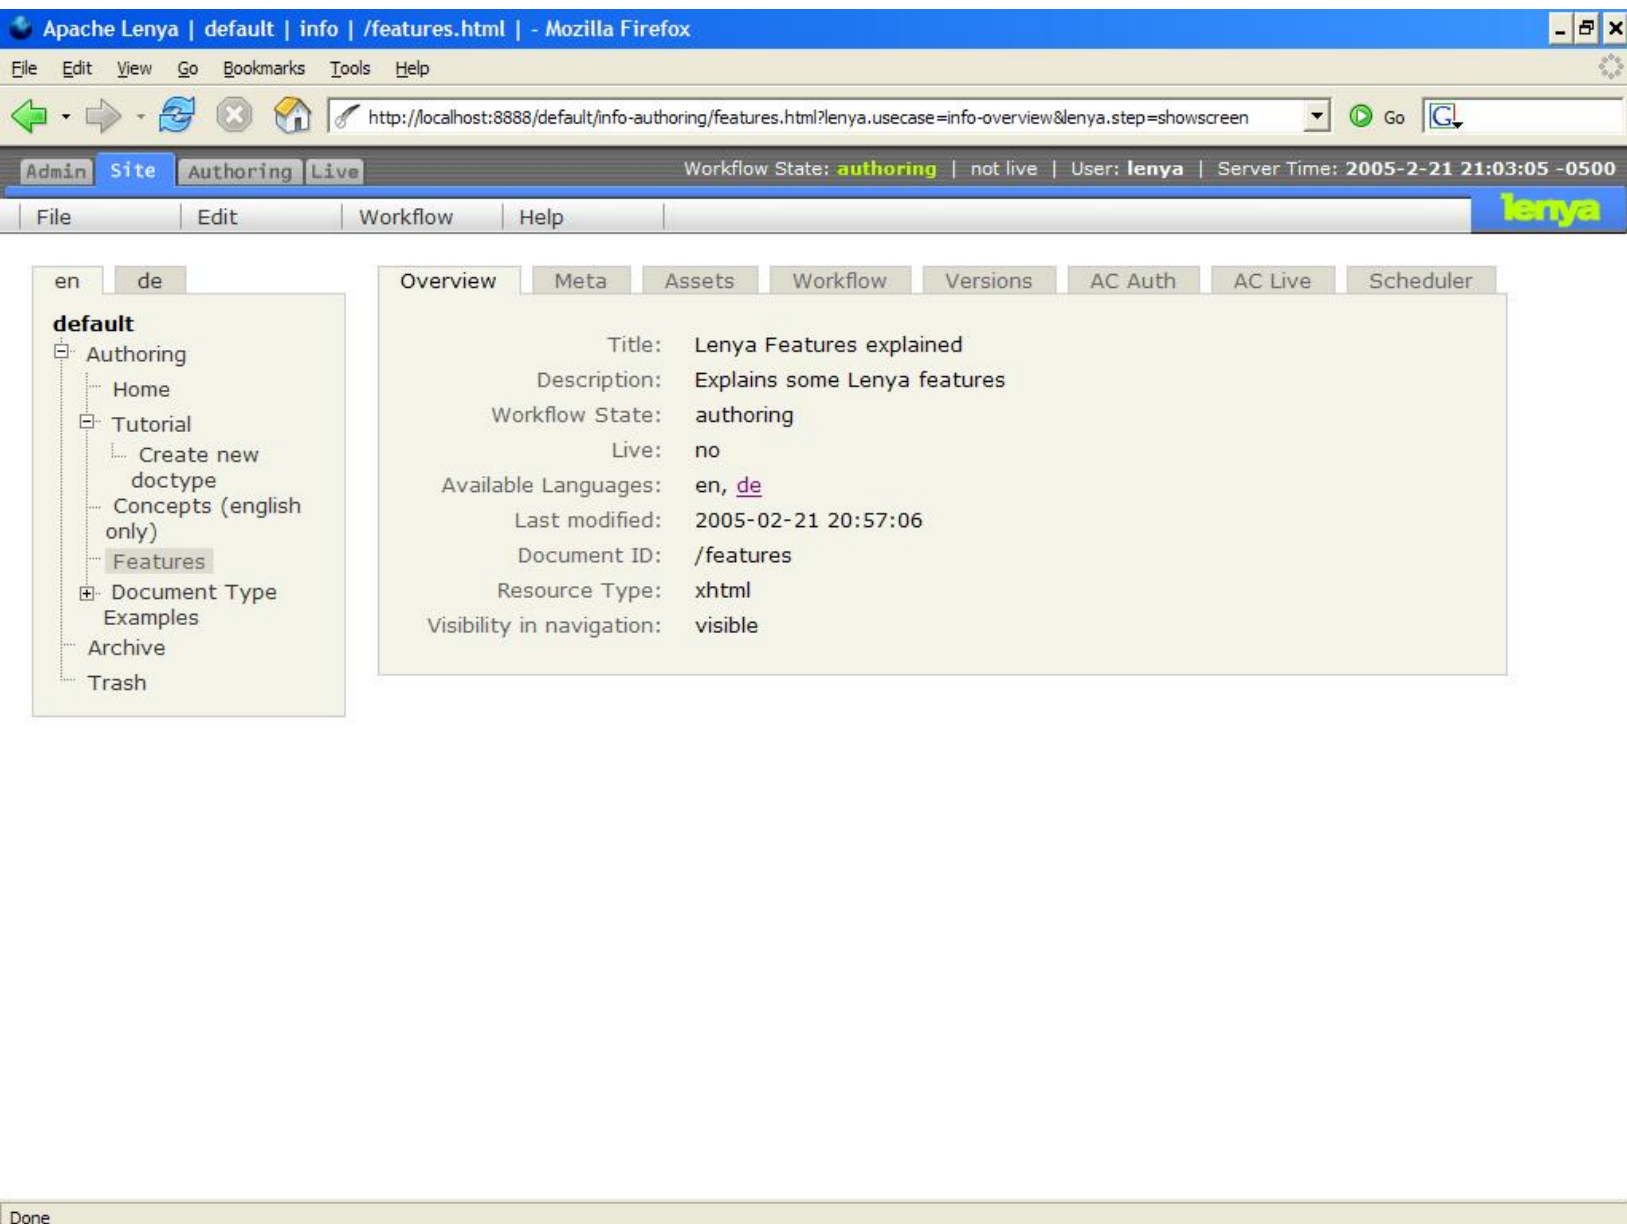 Apache Lenya | default | info | /features.html | - Mozilla Firefox
File Edit View Go Bookmarks Tools Help
http://localhost:8888/default/info-authoring/features.html?lenya.usecase=info-overview&lenya.step=showscreen Go G
Admin Site Authoring Live Workflow State: authoring | not live | User: lenya | Server Time: 2005-2-21 21:03:05 -0500
File Edit Workflow Help lenya
en de
default
Authoring
Home
Tutorial
Create new
doctype
Concepts (english
only)
Features
Document Type
Examples
Archive
Trash
Overview Meta Assets Workflow Versions AC Auth AC Live Scheduler
Title: Lenya Features explained
Description: Explains some Lenya features
Workflow State: authoring
Live: no
Available Languages: en, de
Last modified: 2005-02-21 20:57:06
Document ID: /features
Resource Type: xhtml
Visibility in navigation: visible
Done